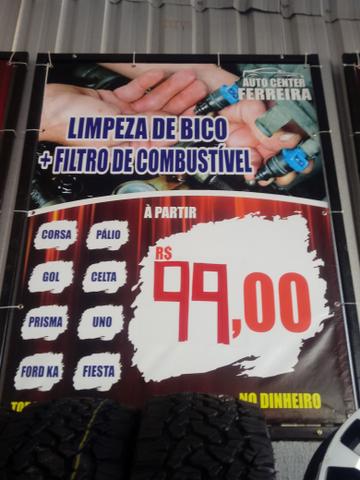 AUTO CENTER
FERREIRA
LIMPEZA DE BICO
+ FILTRO DE COMBUSTÍVEL
À PARTIR
R$
99,00
CORSA
PÁLIO
GOL
CELTA
PRISMA
UNO
FORD KA
FIESTA
NO DINHEIRO